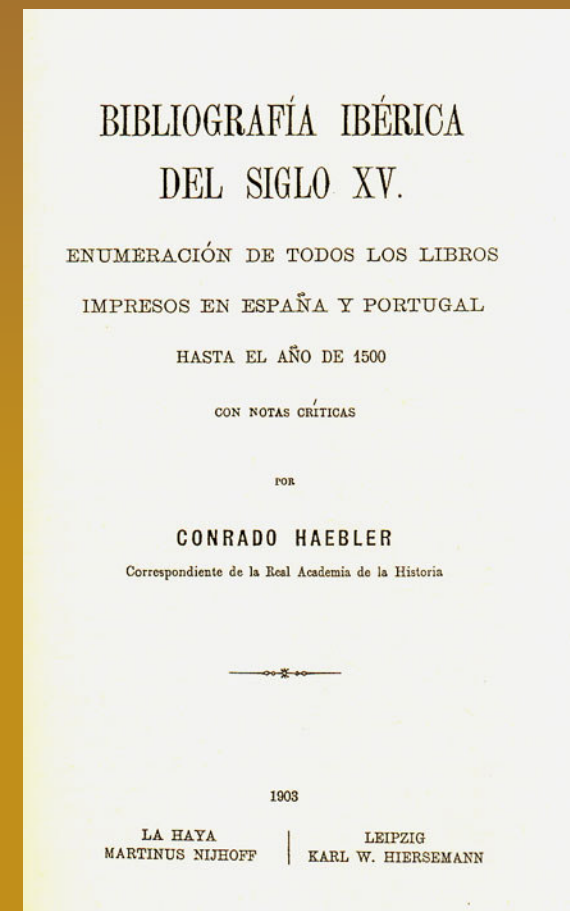 BIBLIOGRAFÍA IBÉRICA
DEL SIGLO XV.
ENUMERACIÓN DE TODOS LOS LIBROS
IMPRESOS EN ESPAÑA Y PORTUGAL
HASTA EL AÑO DE 1500
CON NOTAS CRÍTICAS
POR
CONRADO HAEBLER
Correspondiente de la Real Academia de la Historia
1903
LA HAYA
MARTINUS NIJHOFF
LEIPZIG
KARL W. HIERSEMANN